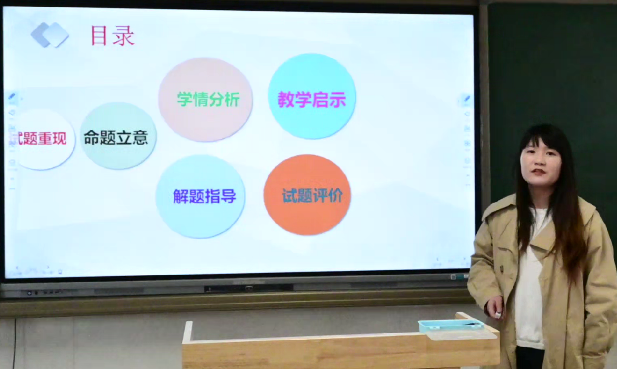 目录
学情分析
教学启示
试题重现
命题立意
解题指导
试题评价